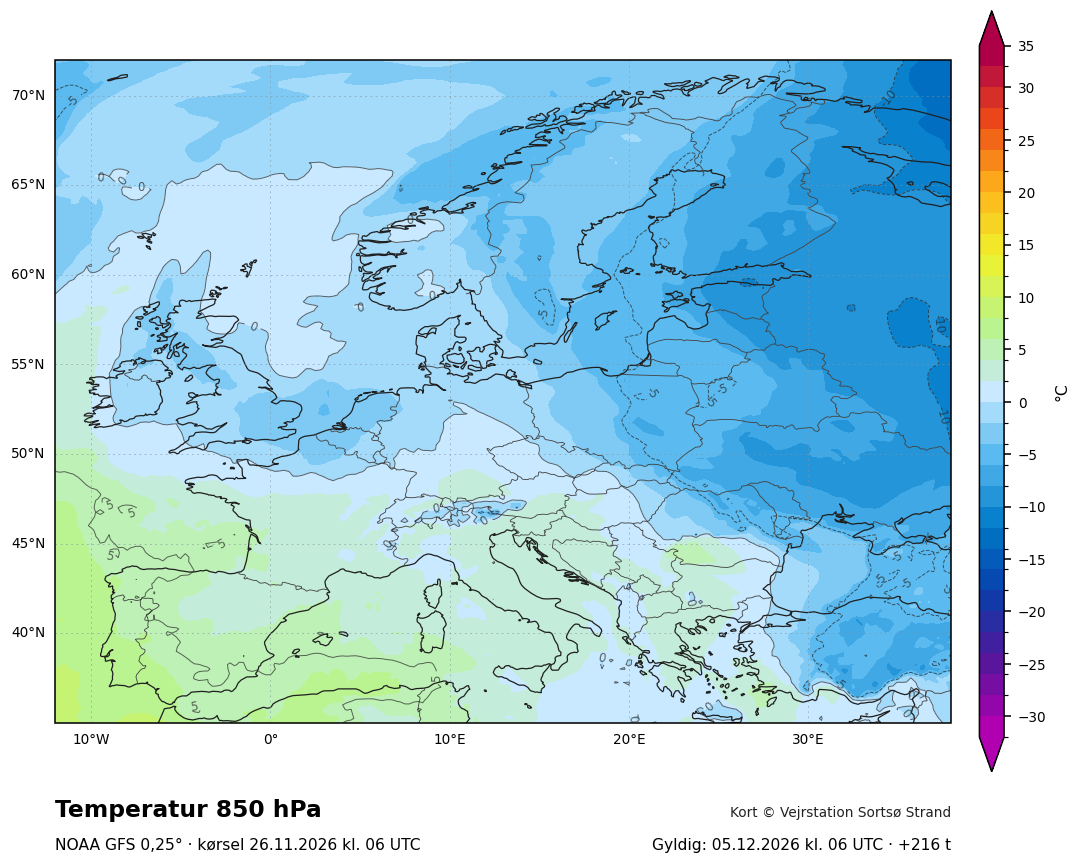 70°N
65°N
60°N
55°N
50°N
45°N
40°N
10°W
0°
10°E
20°E
30°E
35
30
25
20
15
10
5
0
−5
−10
−15
−20
−25
−30
°C
Temperatur 850 hPa
Kort © Vejrstation Sortsø Strand
NOAA GFS 0,25° · kørsel 26.11.2026 kl. 06 UTC
Gyldig: 05.12.2026 kl. 06 UTC · +216 t